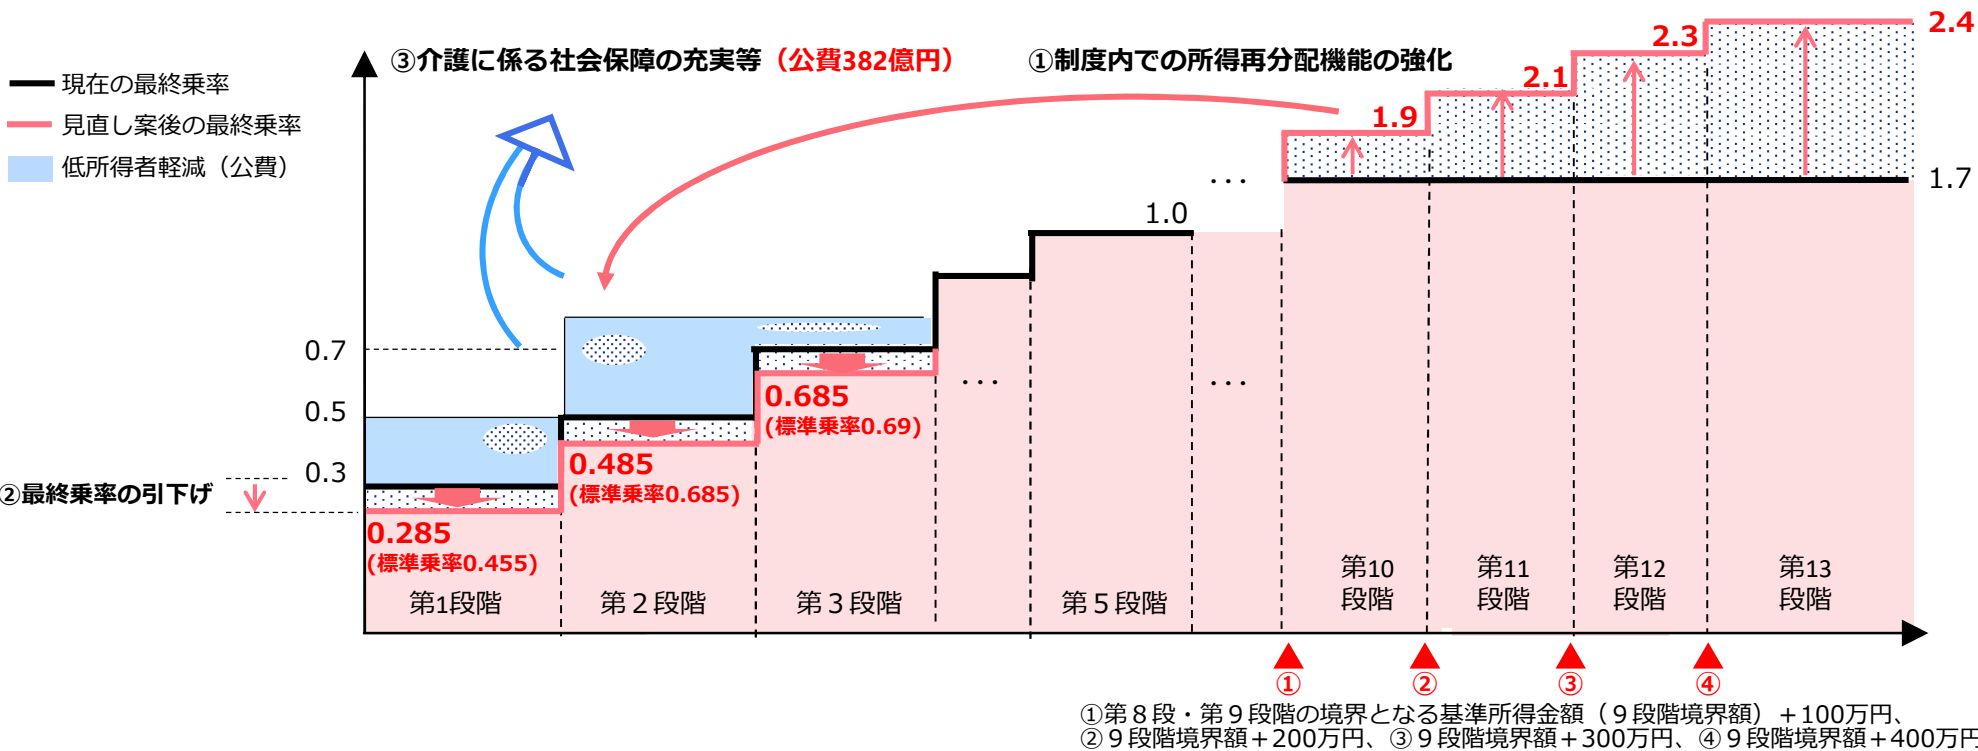 ③介護に係る社会保障の充実等（公費382億円）
①制度内での所得再分配機能の強化
現在の最終乗率
見直し案後の最終乗率
低所得者軽減（公費）
2.4
2.3
2.1
1.9
1.7
…
1.0
0.7
0.5
0.3
②最終乗率の引下げ
…
…
0.685
(標準乗率0.69)
0.485
(標準乗率0.685)
0.285
(標準乗率0.455)
第1段階
第２段階
第３段階
第５段階
第10
段階
第11
段階
第12
段階
第13
段階
①
②
③
④
①第８段・第９段階の境界となる基準所得金額（９段階境界額）＋100万円、
②９段階境界額＋200万円、③９段階境界額＋300万円、④９段階境界額＋400万円